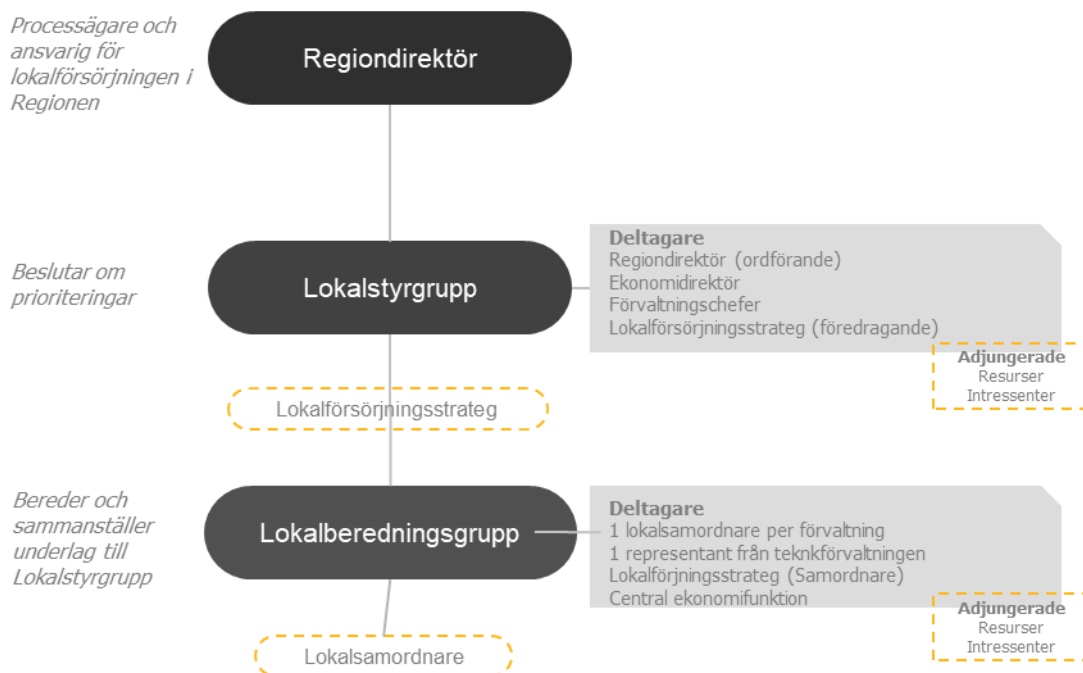 Processägare och
ansvarig för
lokalförsörjningen i
Regionen
Regiondirektör
Beslutar om
prioriteringar
Lokalstyrgrupp
Deltagare
Regiondirektör (ordförande)
Ekonomidirektör
Förvaltningschefer
Lokalförsörjningsstrateg (föredragande)
Adjungerade
Resurser
Intressenter
Lokalförsörjningsstrateg
Bereder och
sammanställer
underlag till
Lokalstyrgrupp
Lokalberedningsgrupp
Deltagare
1 lokalsamordnare per förvaltning
1 representant från teknkförvaltningen
Lokalförjningsstrateg (Samordnare)
Central ekonomifunktion
Adjungerade
Resurser
Intressenter
Lokalsamordnare